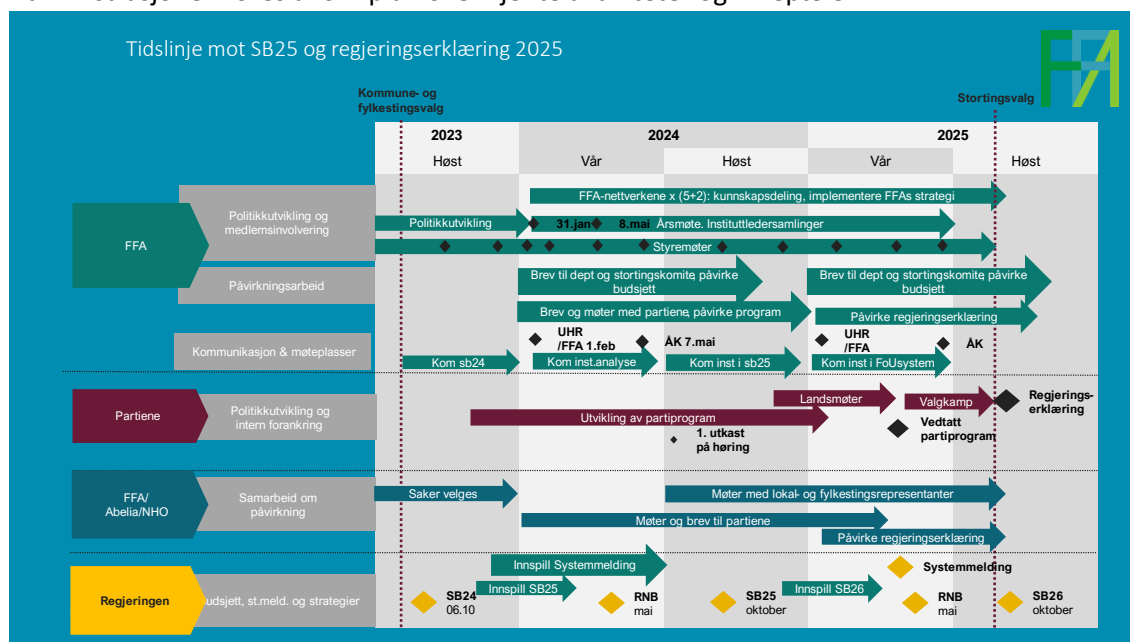 Tidslinje mot SB25 og regjeringserklæring 2025
FFA
Kommune- og
fylkestingsvalg
Stortingsvalg
2023
2024
2025
Høst
Vår
Høst
Vår
Høst
FFA
Politikkutvikling og
medlemsinvolvering
FFA-nettverkene x (5+2): kunnskapsdeling, implementere FFAs strategi
Politikkutvikling
31.jan
8.mai
Årsmøte. Instituttledersamlinger
Styremøter
Påvirkningsarbeid
Brev til dept og stortingskomite, påvirke
budsjett
Brev til dept og stortingskomite, påvirke
budsjett
Brev og møter med partiene, påvirke program
Påvirke regjeringserklæring
Kommunikasjon & møteplasser
UHR
/FFA 1.feb
ÅK 7.mai
UHR
/FFA
ÅK
Kom sb24
Kom inst.analyse
Kom inst i sb25
Kom inst i FoUsystem
Partiene
Politikkutvikling og
intern forankring
Landsmøter
Valgkamp
Regjerings-
erklæring
Utvikling av partiprogram
1. utkast
på høring
Vedtatt
partiprogram
FFA/
Abelia/NHO
Samarbeid om
påvirkning
Saker velges
Møter med lokal- og fylkestingsrepresentanter
Møter og brev til partiene
Påvirke regjeringserklæring
Regjeringen
udsjett, st.meld. og strategier
Innspill Systemmelding
Systemmelding
Innspill SB25
Innspill SB26
SB24
06.10
RNB
mai
SB25
oktober
RNB
mai
SB26
oktober